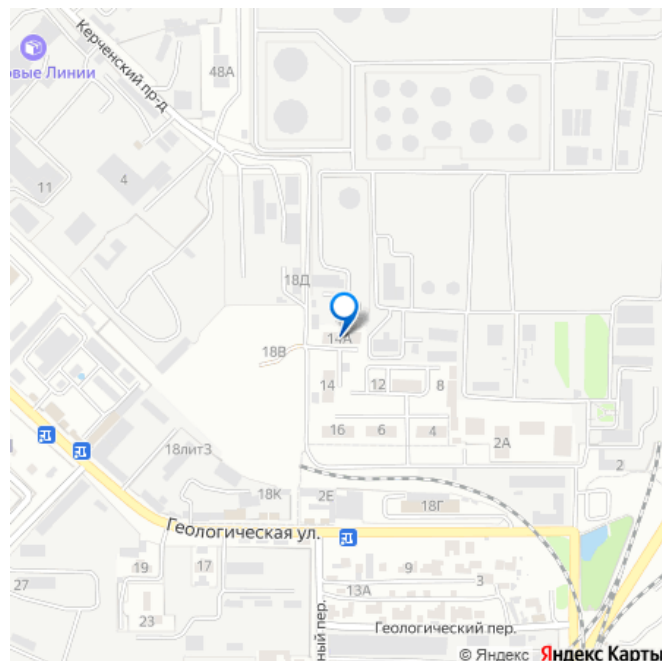 Керченский пр-д
48А
овые Линии
11
4
18Д
14А
18В
14
12
8
16
6
4
2А
18лит3
2
18К
2Е
18Г
Геологическая ул.
19
17
9
3
27
13А
23
ный пер.
Геологический пер.
© Яндекс Яндекс Карты